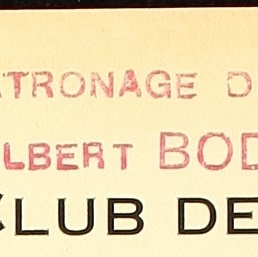 ATRONAGE D
LBERT BOD
CLUB DE